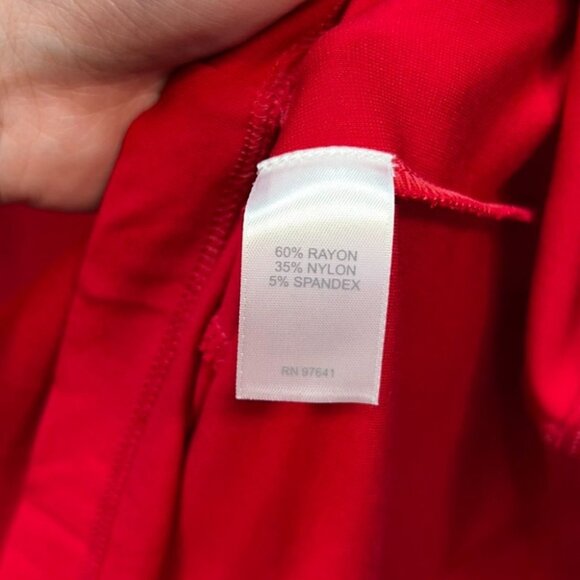 60% RAYON
35% NYLON
5% SPANDEX
RN 97641